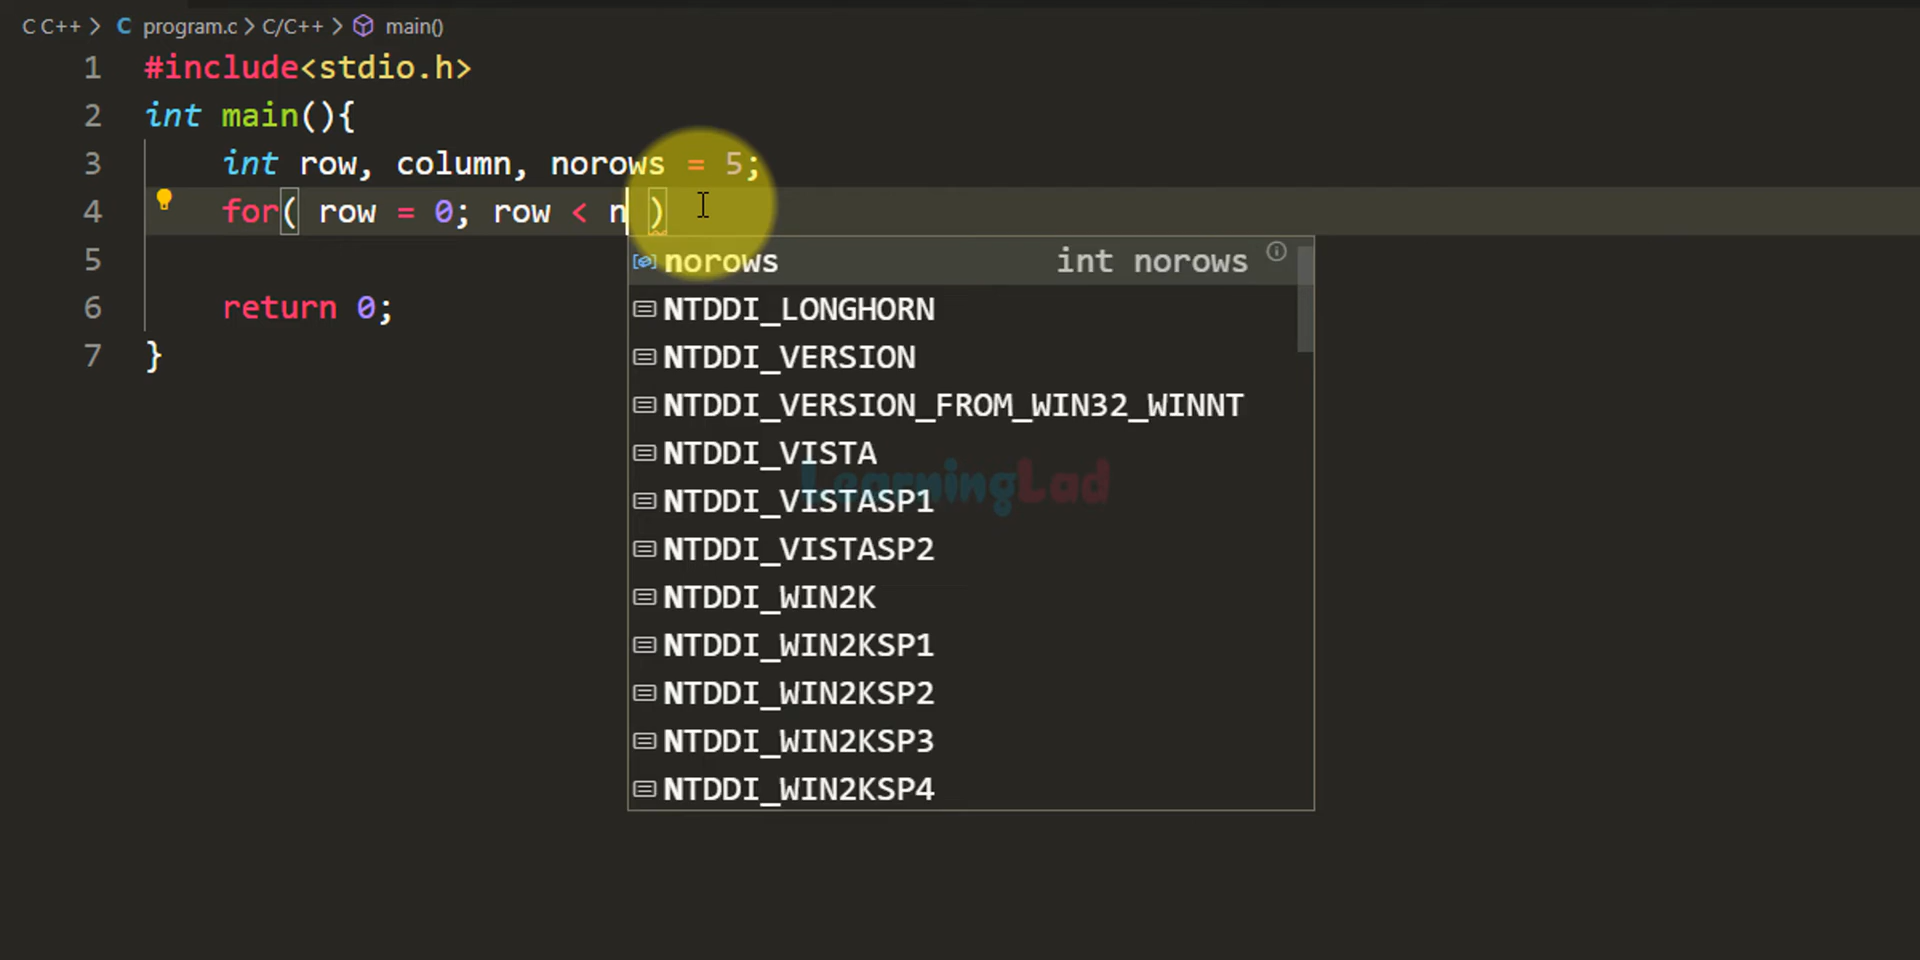 C C++ > C program.c > C/C++ > main()
1 #include<stdio.h>
2 int main(){
3 int row, column, norows = 5;
4 for( row = 0; row < n )
5
6 return 0;
7 }
norows int norows
NTDDI_LONGHORN
NTDDI_VERSION
NTDDI_VERSION_FROM_WIN32_WINNT
NTDDI_VISTA
LearningLad
NTDDI_VISTASP1
NTDDI_VISTASP2
NTDDI_WIN2K
NTDDI_WIN2KSP1
NTDDI_WIN2KSP2
NTDDI_WIN2KSP3
NTDDI_WIN2KSP4